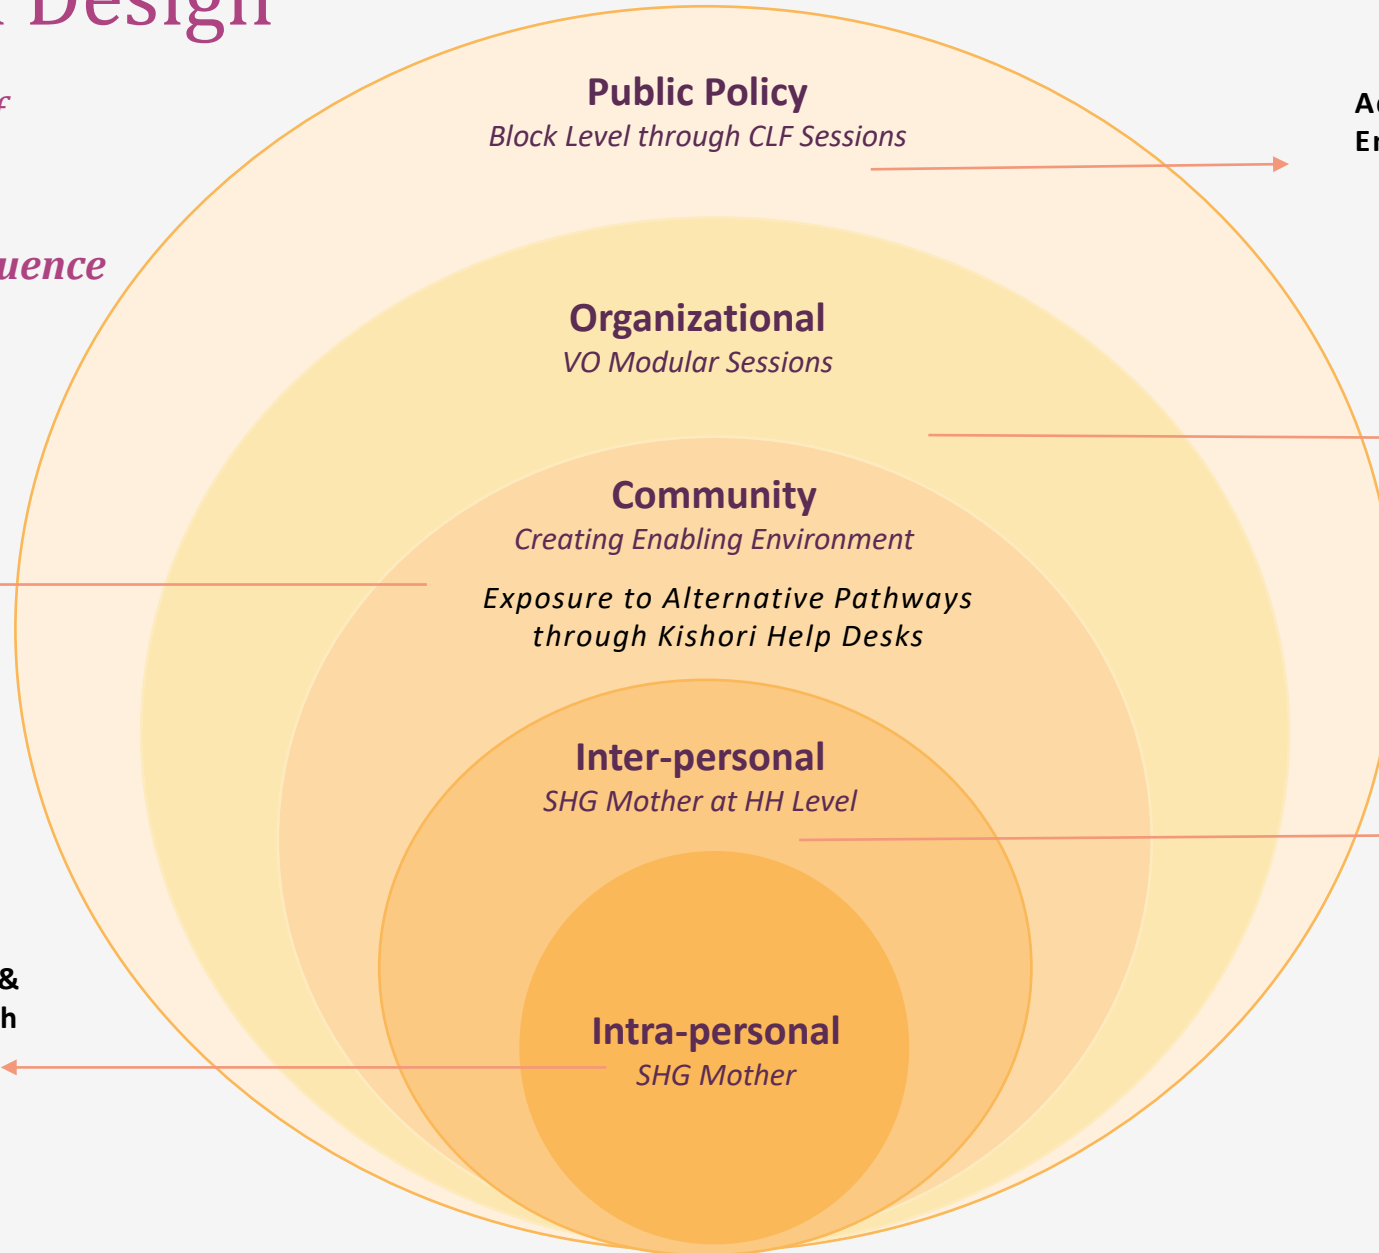 Design
Public Policy
Block Level through CLF Sessions
Organizational
VO Modular Sessions
Community
Creating Enabling Environment
Exposure to Alternative Pathways
through Kishori Help Desks
Inter-personal
SHG Mother at HH Level
&
Intra-personal
SHG Mother